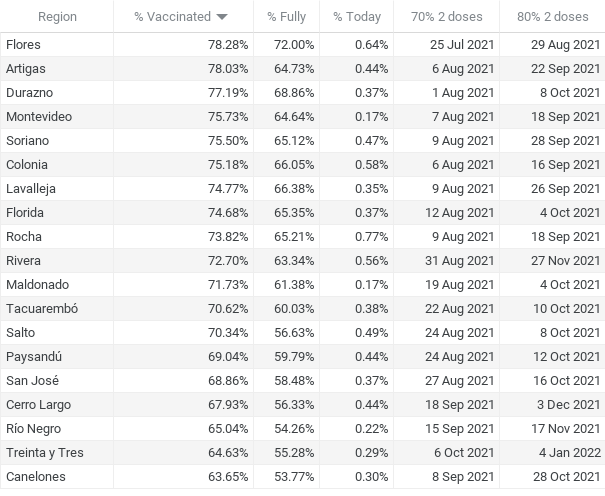 Region % Vaccinated % Fully % Today 70% 2 doses 80% 2 doses
Flores 78.28% 72.00% 0.64% 25 Jul 2021 29 Aug 2021
Artigas 78.03% 64.73% 0.44% 6 Aug 2021 22 Sep 2021
Durazno 77.19% 68.86% 0.37% 1 Aug 2021 8 Oct 2021
Montevideo 75.73% 64.64% 0.17% 7 Aug 2021 18 Sep 2021
Soriano 75.50% 65.12% 0.47% 9 Aug 2021 28 Sep 2021
Colonia 75.18% 66.05% 0.58% 6 Aug 2021 16 Sep 2021
Lavalleja 74.77% 66.38% 0.35% 9 Aug 2021 26 Sep 2021
Florida 74.68% 65.35% 0.37% 12 Aug 2021 4 Oct 2021
Rocha 73.82% 65.21% 0.77% 9 Aug 2021 18 Sep 2021
Rivera 72.70% 63.34% 0.56% 31 Aug 2021 27 Nov 2021
Maldonado 71.73% 61.38% 0.17% 19 Aug 2021 4 Oct 2021
Tacuarembó 70.62% 60.03% 0.38% 22 Aug 2021 10 Oct 2021
Salto 70.34% 56.63% 0.49% 24 Aug 2021 8 Oct 2021
Paysandú 69.04% 59.79% 0.44% 24 Aug 2021 12 Oct 2021
San José 68.86% 58.48% 0.37% 27 Aug 2021 16 Oct 2021
Cerro Largo 67.93% 56.33% 0.44% 18 Sep 2021 3 Dec 2021
Río Negro 65.04% 54.26% 0.22% 15 Sep 2021 17 Nov 2021
Treinta y Tres 64.63% 55.28% 0.29% 6 Oct 2021 4 Jan 2022
Canelones 63.65% 53.77% 0.30% 8 Sep 2021 28 Oct 2021